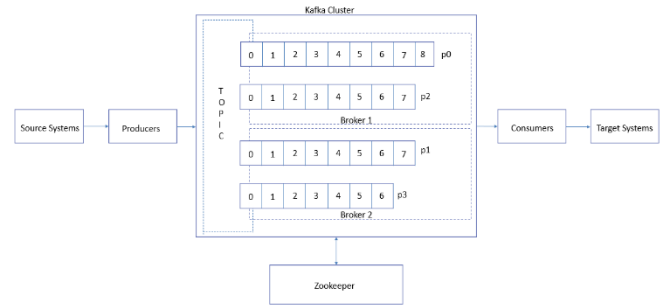 Kafka Cluster
TOPIC
0 1 2 3 4 5 6 7 8 p0
0 1 2 3 4 5 6 7 p2
Broker 1
Source Systems
Producers
Consumers
Target Systems
0 1 2 3 4 5 6 7 p1
0 1 2 3 4 5 6 p3
Broker 2
Zookeeper